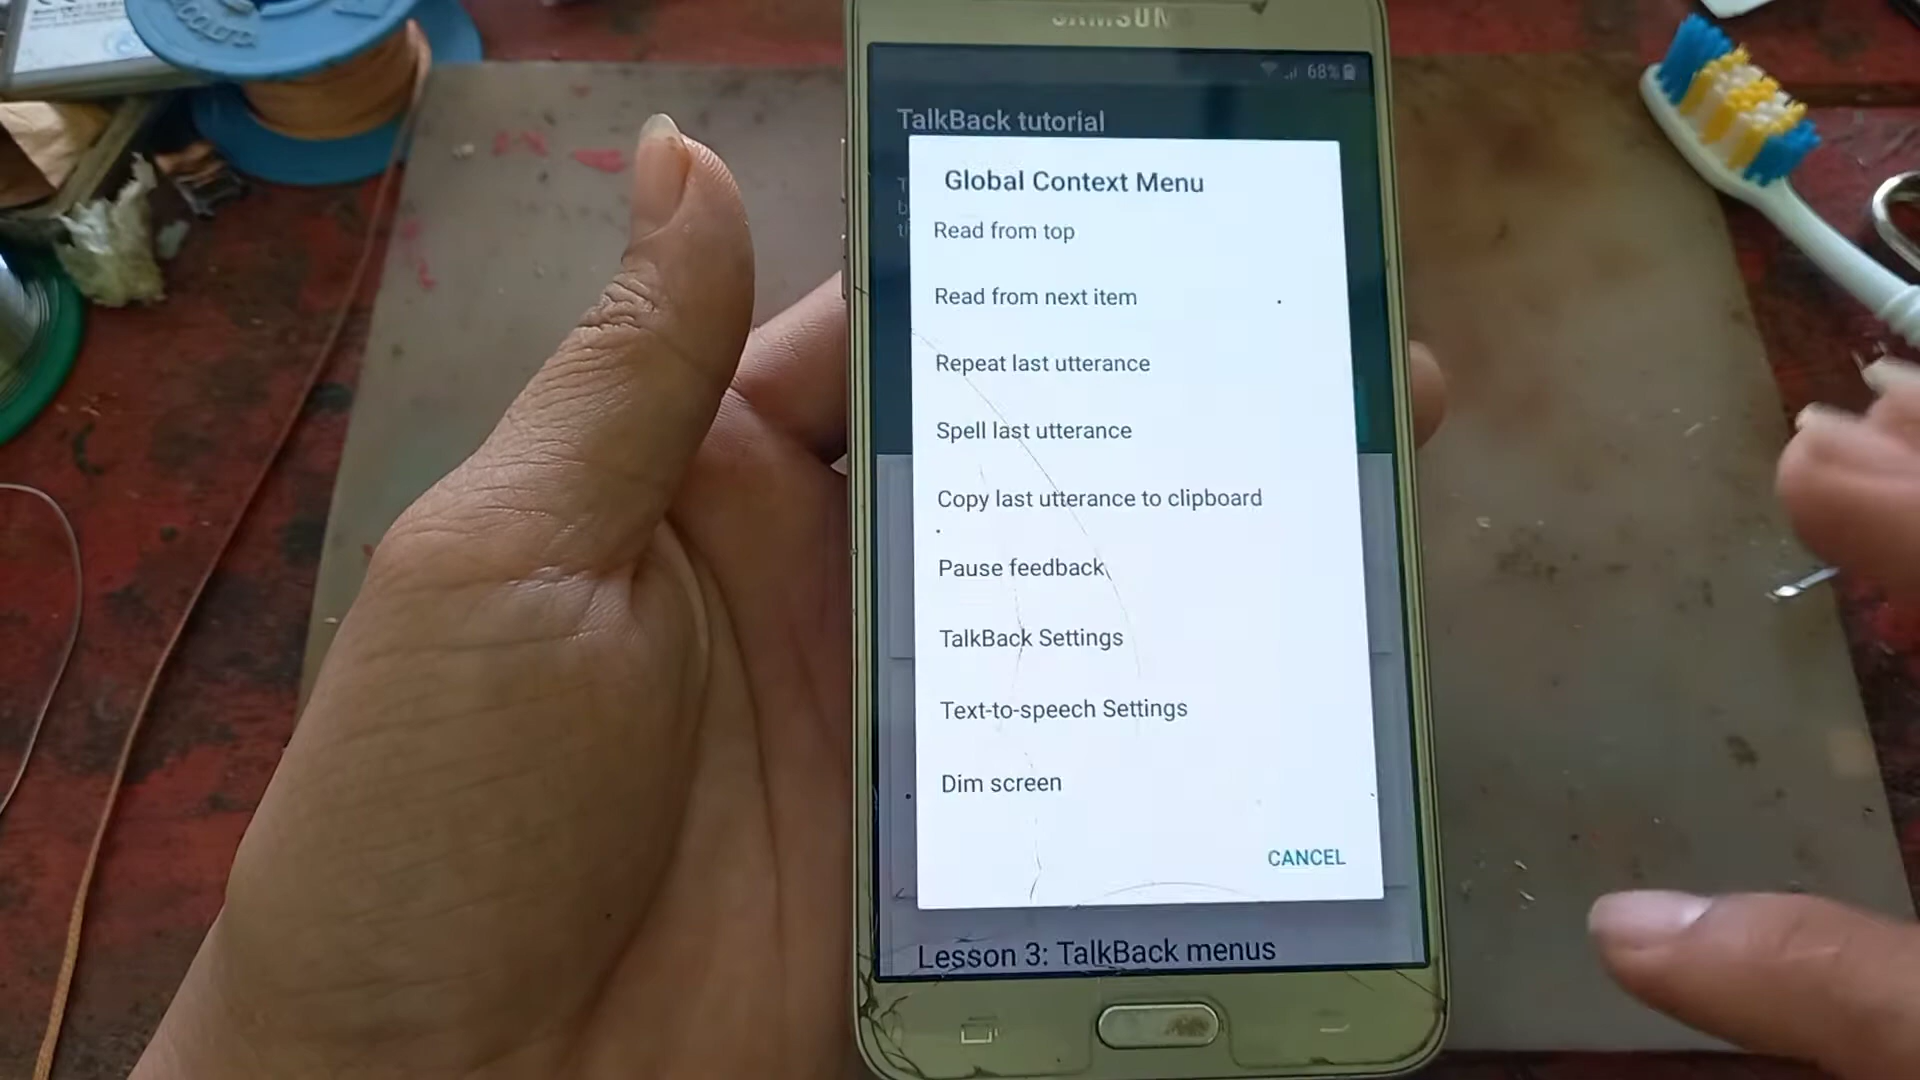 SAMSUNG
68%
TalkBack tutorial
Global Context Menu
Read from top
Read from next item
Repeat last utterance
Spell last utterance
Copy last utterance to clipboard
Pause feedback
TalkBack Settings
Text-to-speech Settings
Dim screen
CANCEL
Lesson 3: TalkBack menus